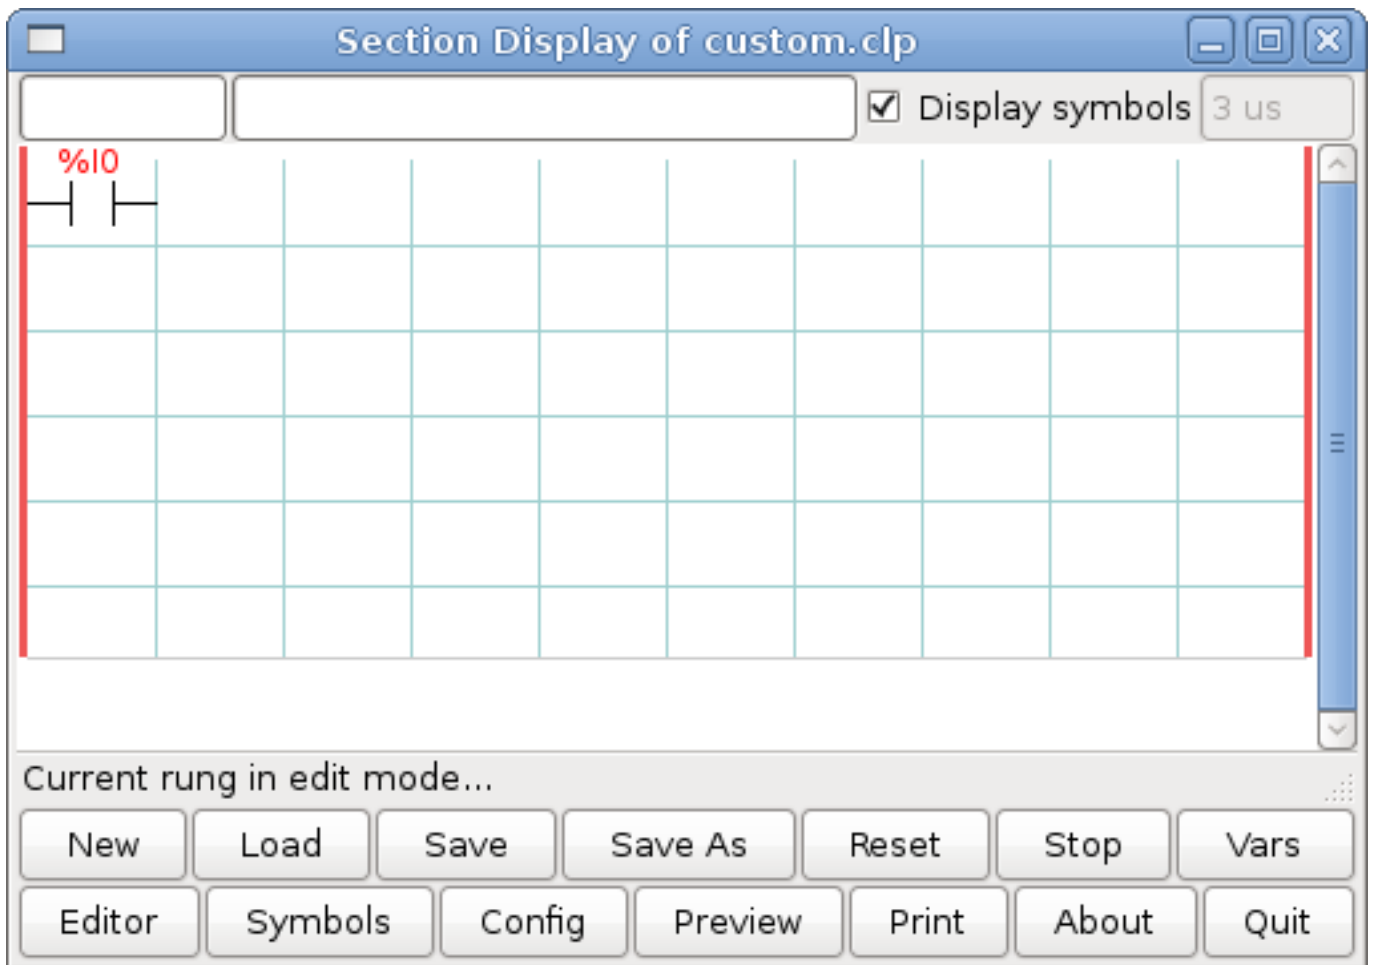 Section Display of custom.clp
Display symbols 3 us
%I0
Current rung in edit mode...
New Load Save Save As Reset Stop Vars
Editor Symbols Config Preview Print About Quit